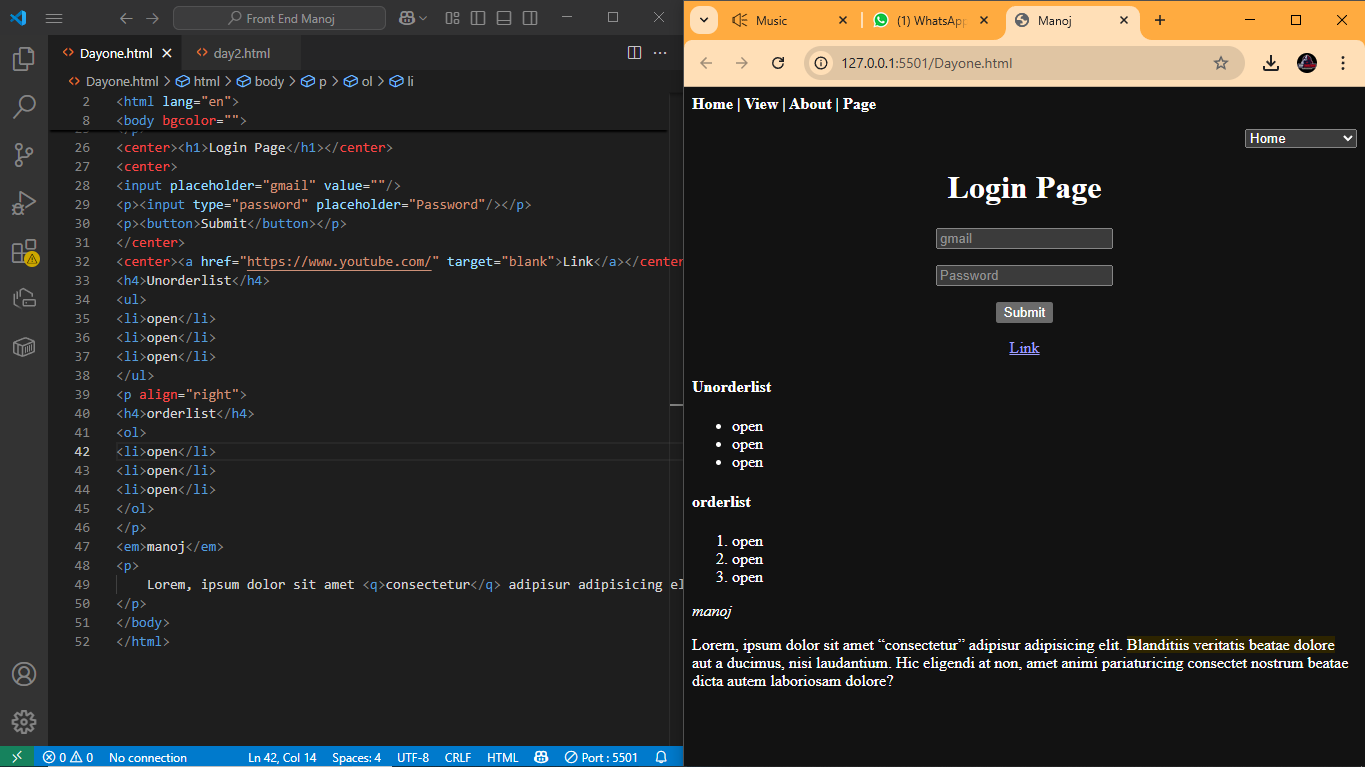 Front End Manoj
Dayone.html
day2.html
Dayone.html > html > body > p > ol > li
2 <html lang="en">
8 <body bgcolor="">
26 <center><h1>Login Page</h1></center>
27 <center>
28 <input placeholder="gmail" value=""/>
29 <p><input type="password" placeholder="Password"/></p>
30 <p><button>Submit</button></p>
31 </center>
32 <center><a href="https://www.youtube.com/" target="blank">Link</a></center
33 <h4>Unorderlist</h4>
34 <ul>
35 <li>open</li>
36 <li>open</li>
37 <li>open</li>
38 </ul>
39 <p align="right">
40 <h4>orderlist</h4>
41 <ol>
42 <li>open</li>
43 <li>open</li>
44 <li>open</li>
45 </ol>
46 </p>
47 <em>manoj</em>
48 <p>
49 Lorem, ipsum dolor sit amet <q>consectetur</q> adipisur adipisicing el
50 </p>
51 </body>
52 </html>
0 0 No connection Ln 42, Col 14 Spaces: 4 UTF-8 CRLF HTML Port : 5501
Music
(1) WhatsApp
Manoj
127.0.0.1:5501/Dayone.html
Home | View | About | Page
Home
Login Page
gmail
Password
Submit
Link
Unorderlist
• open
• open
• open
orderlist
1. open
2. open
3. open
manoj
Lorem, ipsum dolor sit amet “consectetur” adipisur adipisicing elit. Blanditiis veritatis beatae dolore
aut a ducimus, nisi laudantium. Hic eligendi at non, amet animi pariaturicing consectet nostrum beatae
dicta autem laboriosam dolore?